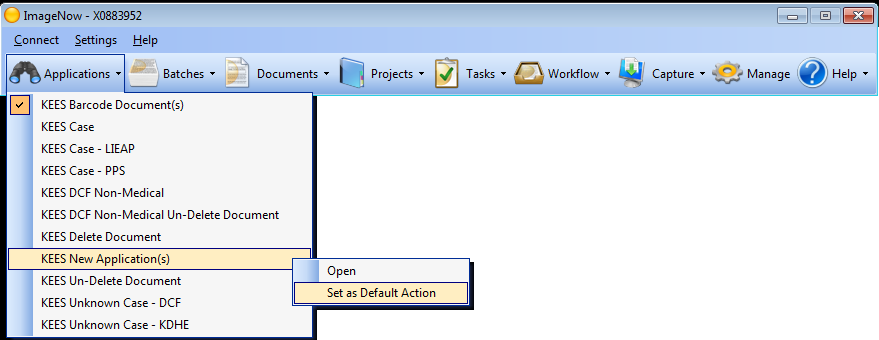 ImageNow - X0883952
Connect Settings Help
Applications Batches Documents Projects Tasks Workflow Capture Manage Help
KEES Barcode Document(s)
KEES Case
KEES Case - LIEAP
KEES Case - PPS
KEES DCF Non-Medical
KEES DCF Non-Medical Un-Delete Document
KEES Delete Document
KEES New Application(s)
Open
KEES Un-Delete Document
Set as Default Action
KEES Unknown Case - DCF
KEES Unknown Case - KDHE